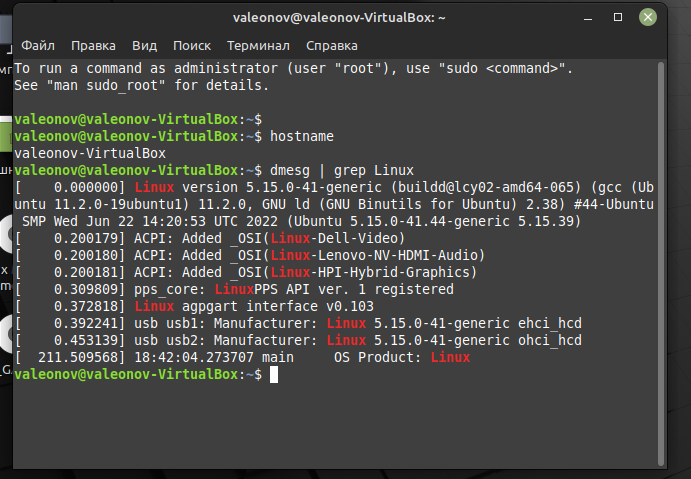 valeonov@valeonov-VirtualBox: ~
Файл Правка Вид Поиск Терминал Справка
To run a command as administrator (user "root"), use "sudo <command>".
See "man sudo_root" for details.
valeonov@valeonov-VirtualBox:~$
valeonov@valeonov-VirtualBox:~$ hostname
valeonov-VirtualBox
valeonov@valeonov-VirtualBox:~$ dmesg | grep Linux
[    0.000000] Linux version 5.15.0-41-generic (buildd@lcy02-amd64-065) (gcc (Ub
untu 11.2.0-19ubuntu1) 11.2.0, GNU ld (GNU Binutils for Ubuntu) 2.38) #44-Ubuntu
 SMP Wed Jun 22 14:20:53 UTC 2022 (Ubuntu 5.15.0-41.44-generic 5.15.39)
[    0.200179] ACPI: Added _OSI(Linux-Dell-Video)
[    0.200180] ACPI: Added _OSI(Linux-Lenovo-NV-HDMI-Audio)
[    0.200181] ACPI: Added _OSI(Linux-HPI-Hybrid-Graphics)
[    0.309809] pps_core: LinuxPPS API ver. 1 registered
[    0.372818] Linux agpgart interface v0.103
[    0.392241] usb usb1: Manufacturer: Linux 5.15.0-41-generic ehci_hcd
[    0.453139] usb usb2: Manufacturer: Linux 5.15.0-41-generic ohci_hcd
[  211.509568] 18:42:04.273707 main     OS Product: Linux
valeonov@valeonov-VirtualBox:~$